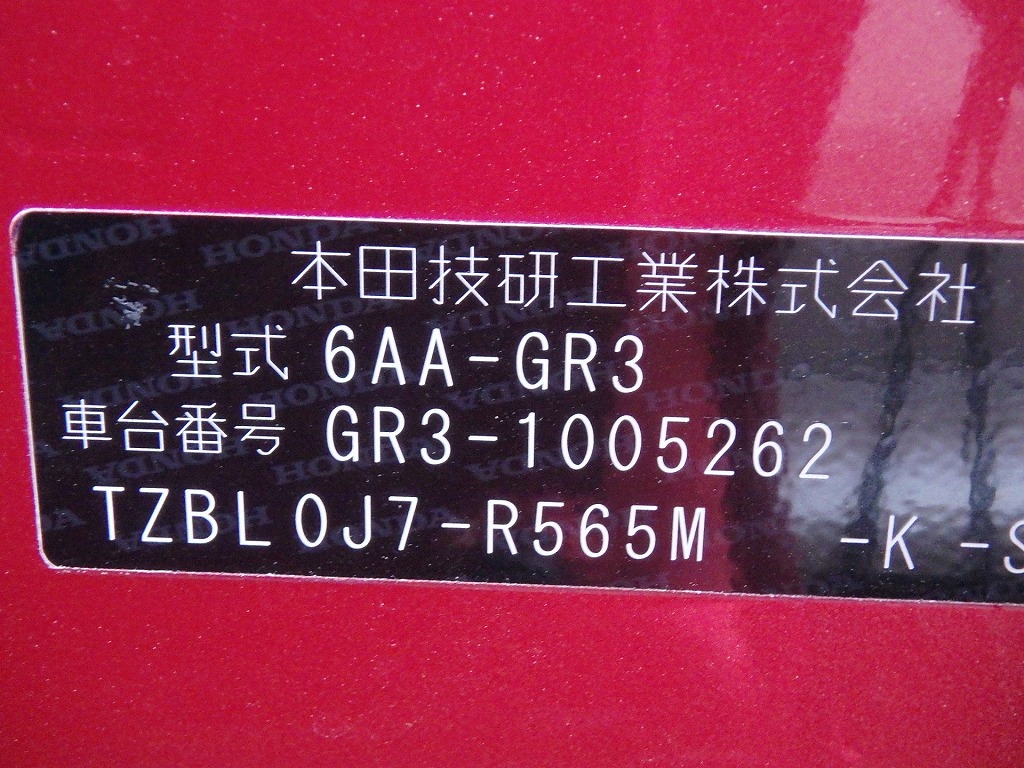 本田技研工業株式会社
型式 6AA-GR3
車台番号 GR3-1005262
TZBL0J7-R565M -K -S